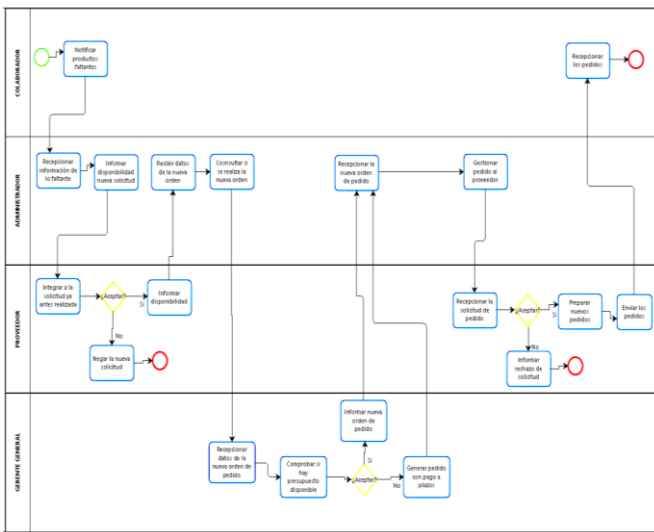 COLABORADOR
Notificar
productos
faltantes
Recepcionar
los pedidos
ADMINISTRADOR
Recepcionar
información de
lo faltante
Informar
disponibilidad
nueva solicitud
Recibir datos
de la nueva
orden
Consultar si
se realiza la
nueva orden
Recepcionar la
nueva orden
de pedido
Gestionar
pedido al
proveedor
PROVEEDOR
Integrar a la
solicitud ya
antes realizada
¿Aceptar?
Si
No
Informar
disponibilidad
Negar la nueva
solicitud
Recepcionar la
solicitud de
pedido
¿Aceptar?
Si
No
Preparar
nuevos
pedidos
Enviar los
pedidos
Informar
rechazo de
solicitud
GERENTE GENERAL
Recepcionar
datos de la
nueva orden de
pedido
Comprobar si
hay
presupuesto
disponible
¿Aceptar?
Si
No
Informar nueva
orden de
pedido
Generar pedido
con pago a
plazos